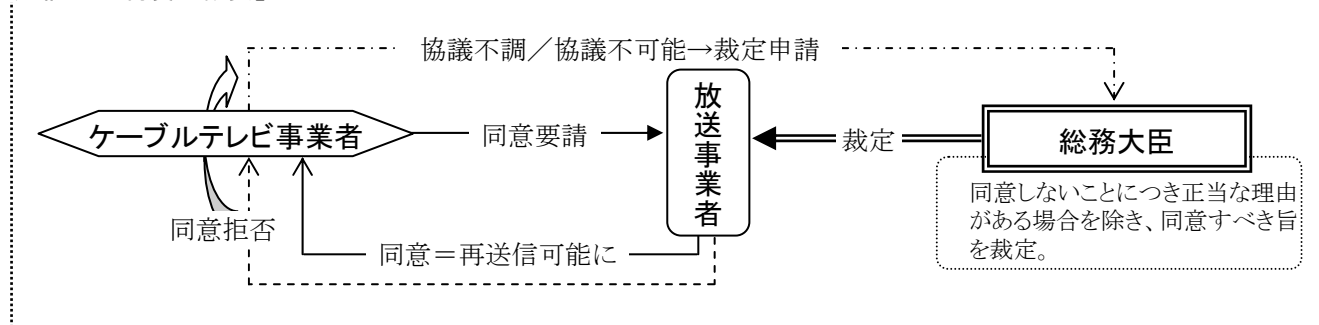 協議不調／協議不可能→裁定申請
放送事業者
ケーブルテレビ事業者
同意要請
裁定
総務大臣
同意しないことにつき正当な理由
がある場合を除き、同意すべき旨
を裁定。
同意拒否
同意＝再送信可能に